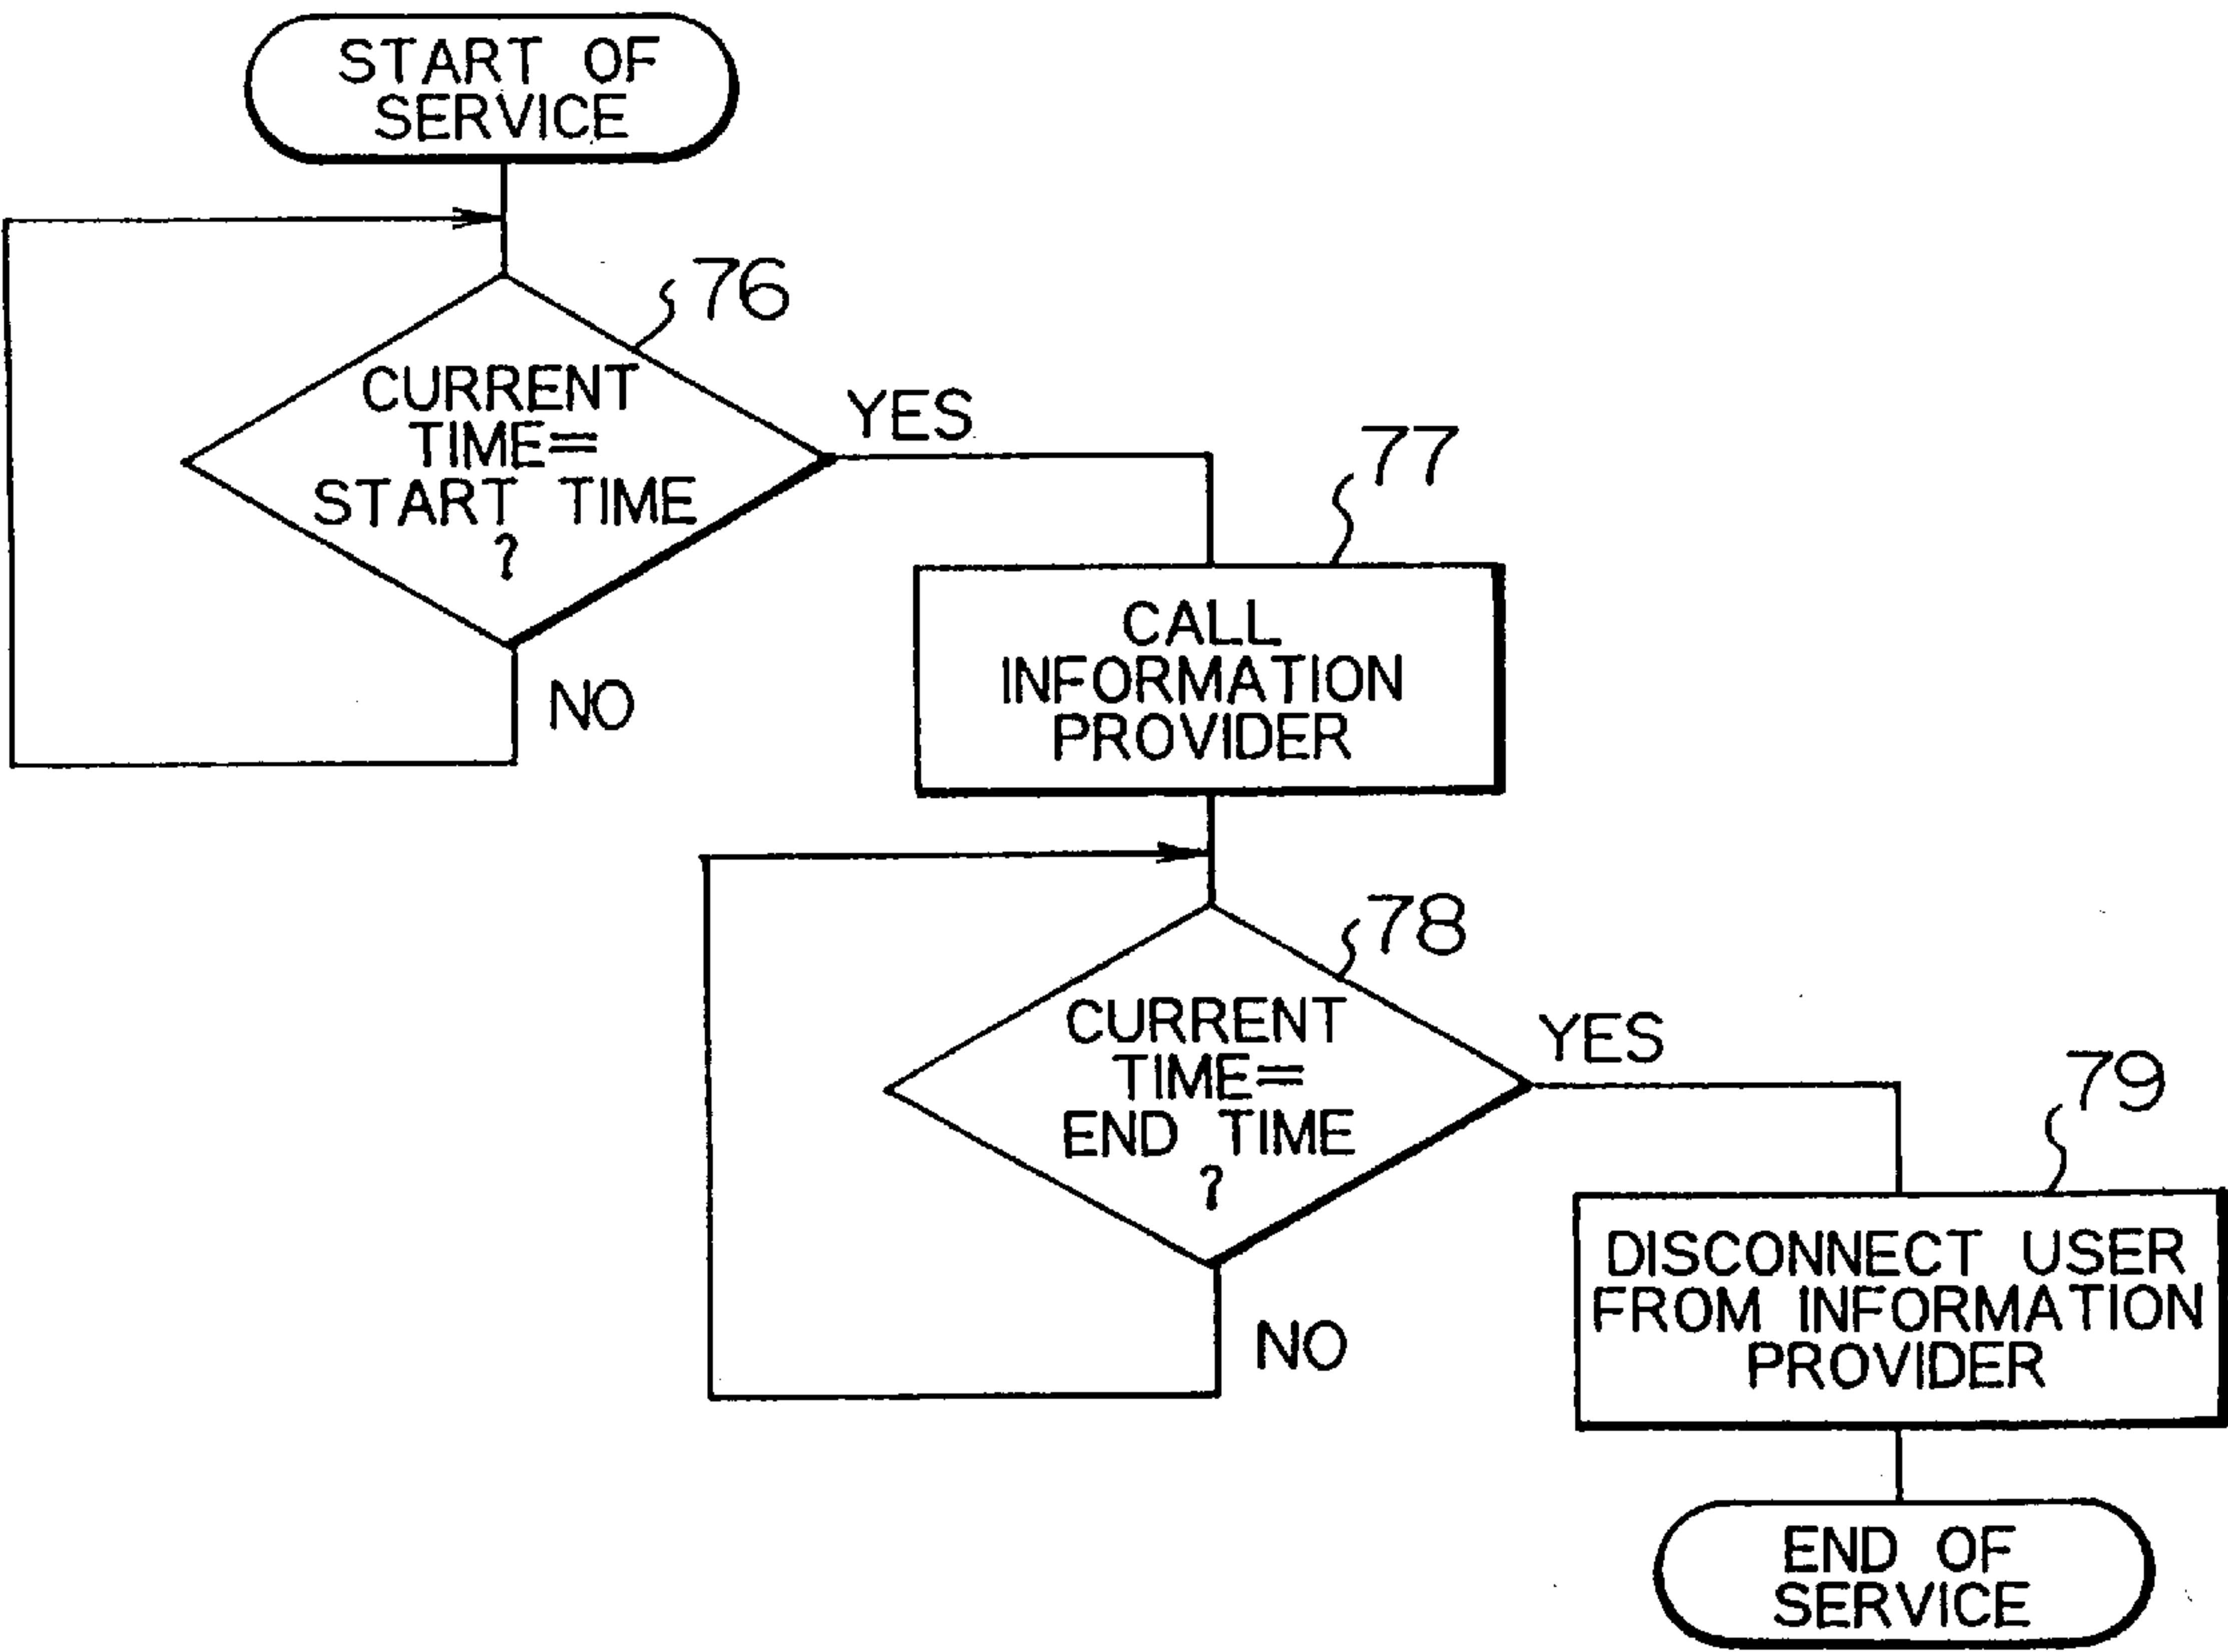 START OF
SERVICE
76
CURRENT
TIME=
START TIME
?
YES
NO
77
CALL
INFORMATION
PROVIDER
78
CURRENT
TIME=
END TIME
?
YES
NO
79
DISCONNECT USER
FROM INFORMATION
PROVIDER
END OF
SERVICE